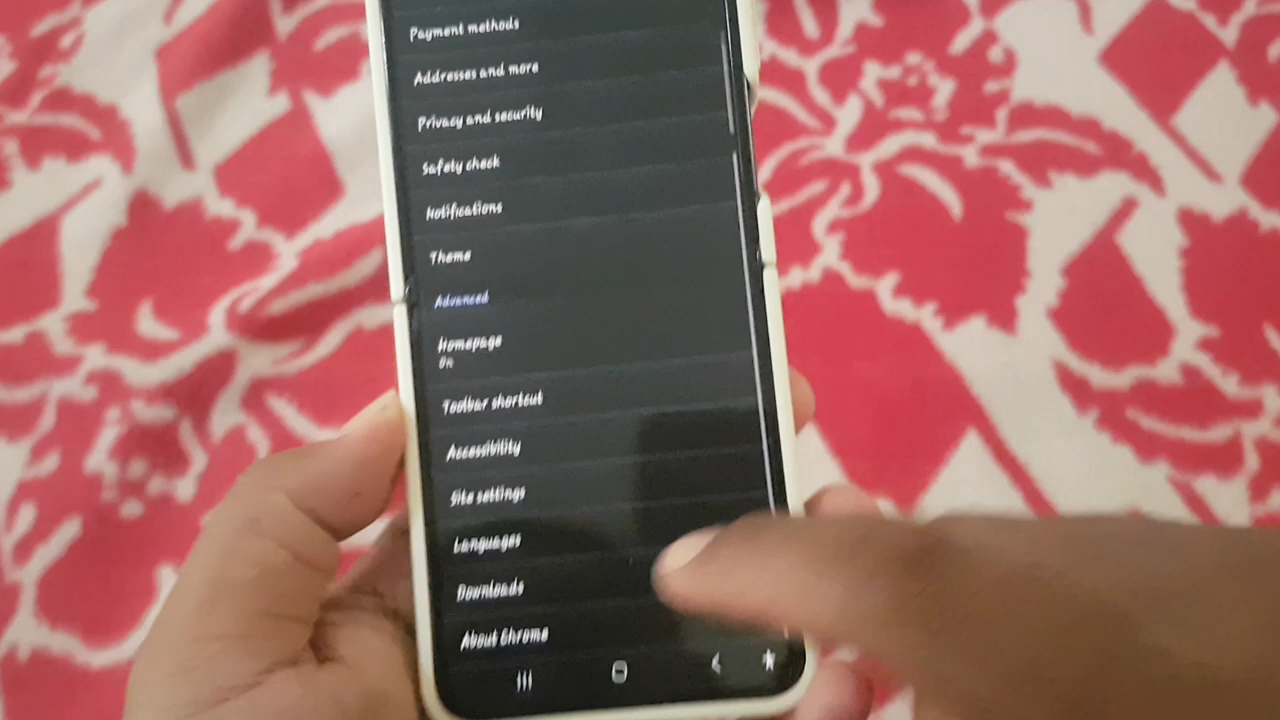 Payment methods
Addresses and more
Privacy and security
Safety check
Notifications
Theme
Advanced
Homepage
On
Toolbar shortcut
Accessibility
Site settings
Languages
Downloads
About Chrome